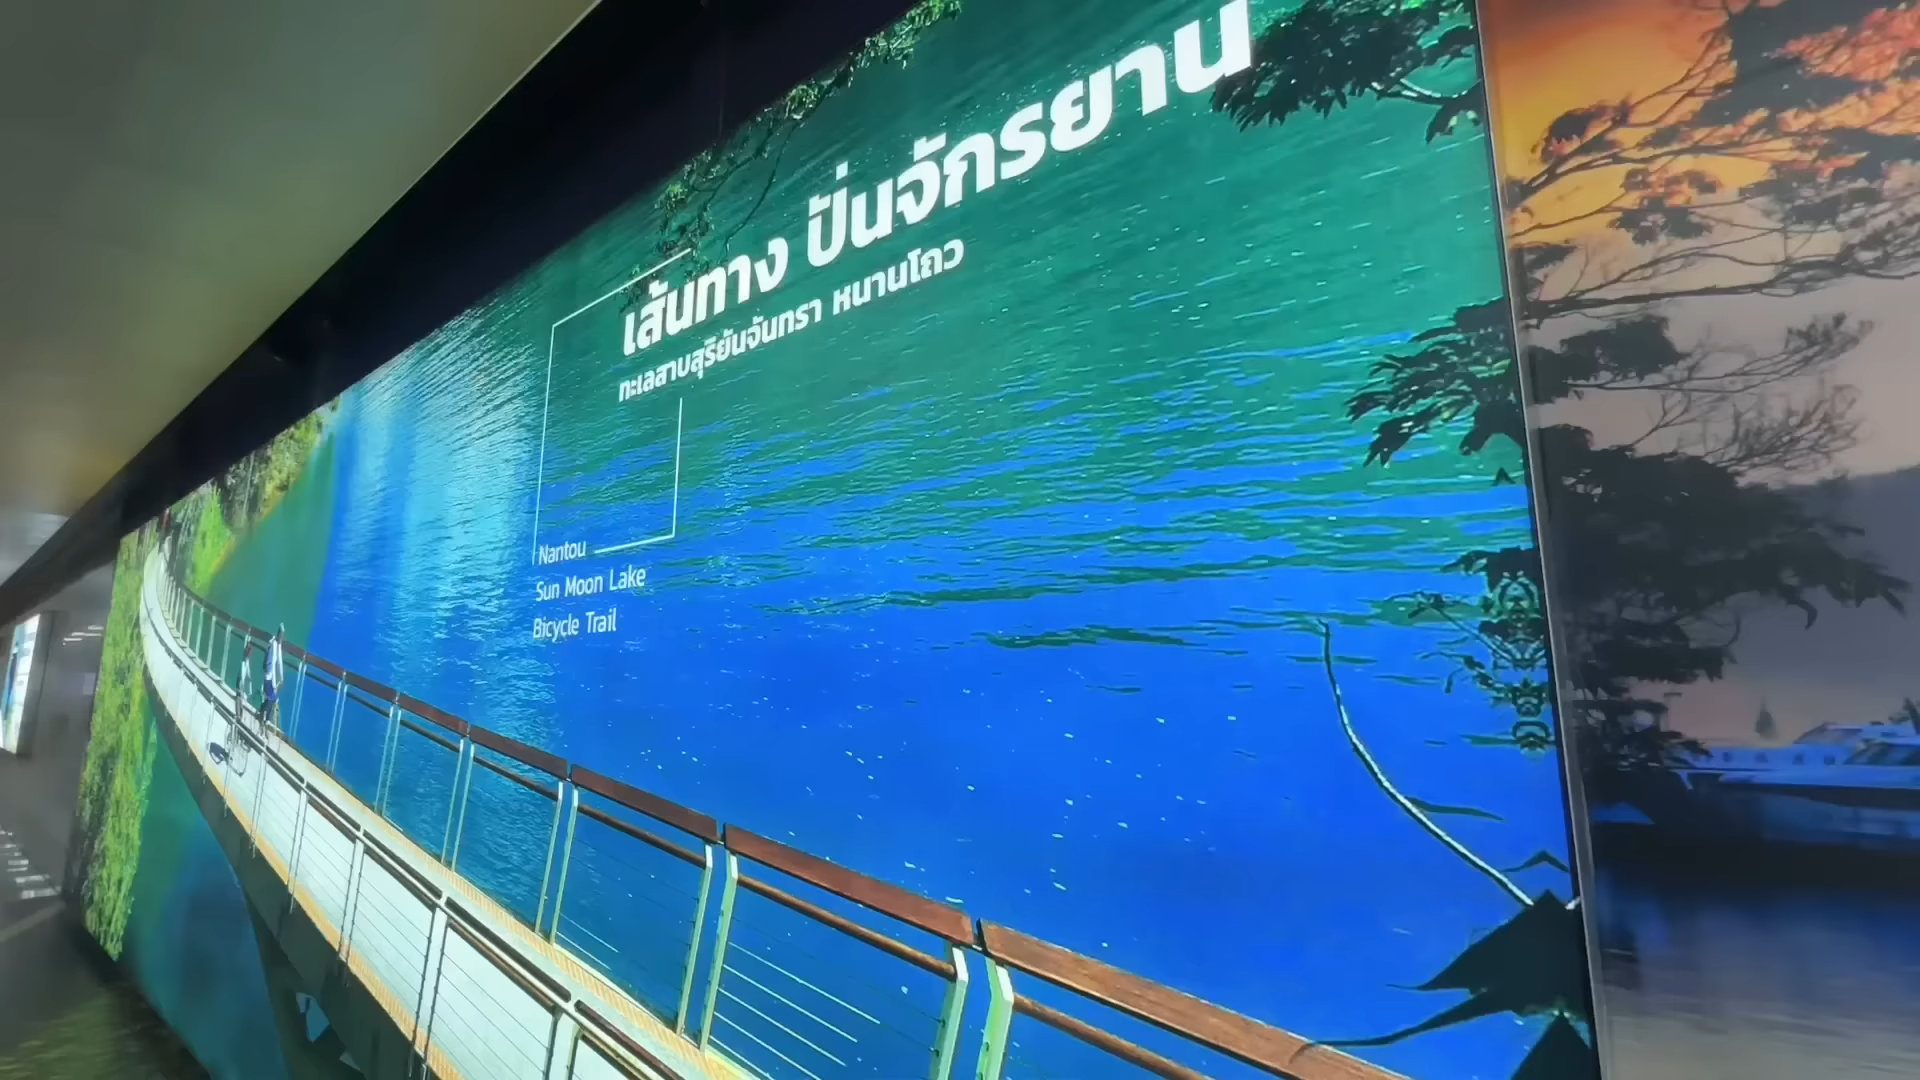 เส้นทาง ปั่นจักรยาน
ทะเลสาบสุริยันจันทรา หนานโถว
Nantou
Sun Moon Lake
Bicycle Trail